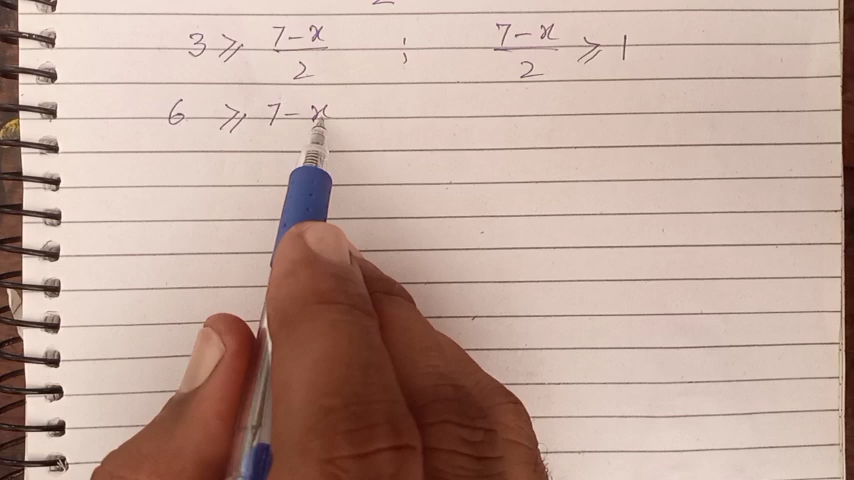 3 ⩾ (7-x)/2 ; (7-x)/2 ⩾ 1
6 ⩾ 7-x